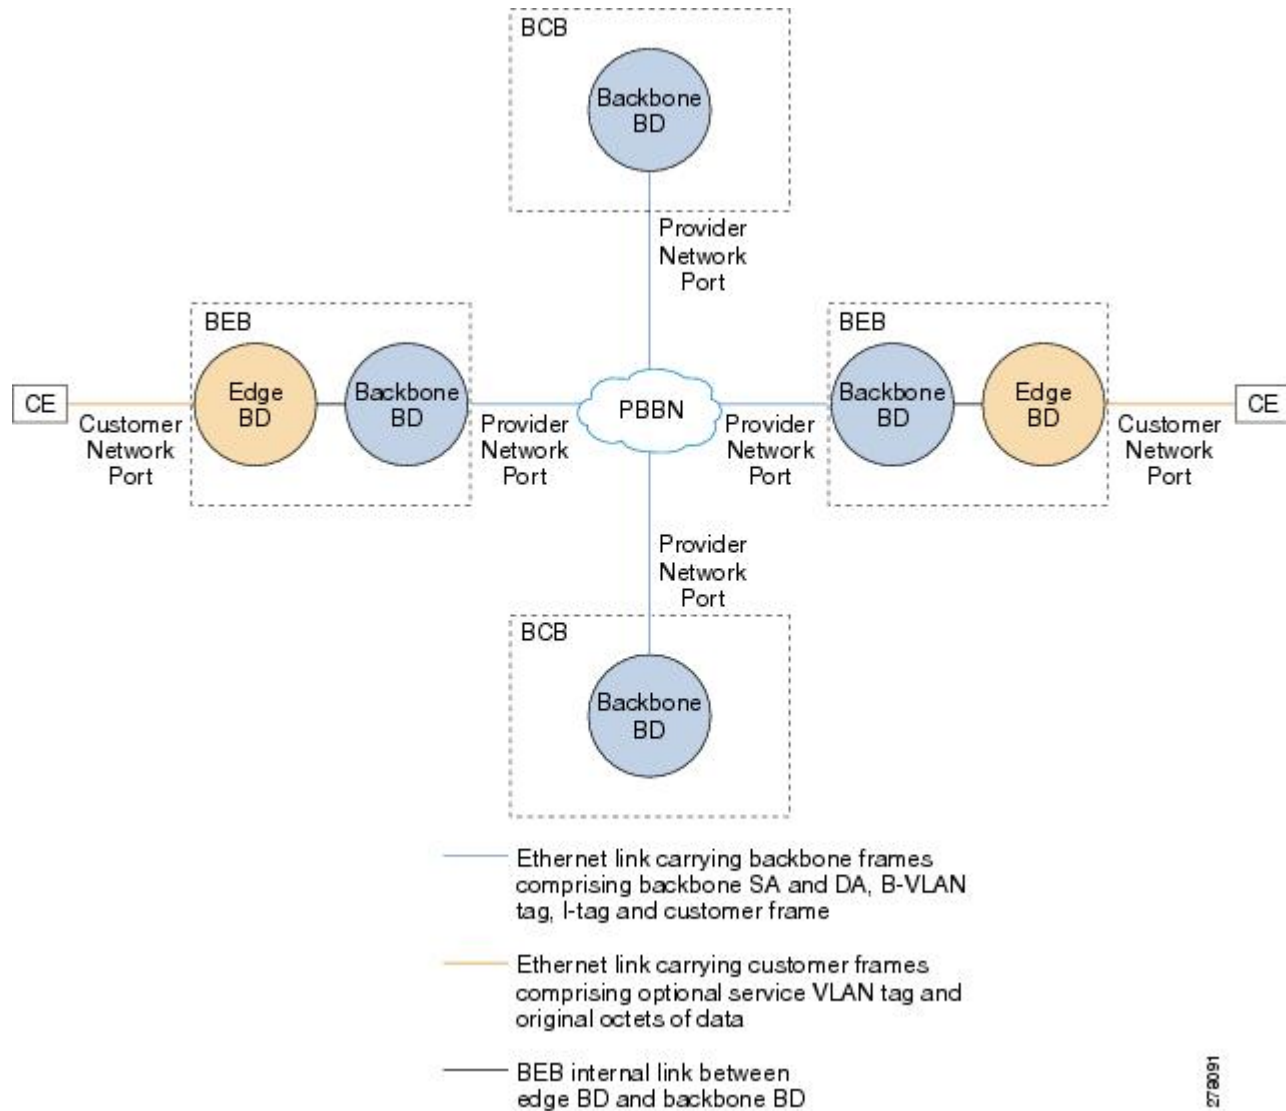 BCB
Backbone
BD
Provider
Network
Port
BEB
Edge
BD
Backbone
BD
CE
Customer
Network
Port
Provider
Network
Port
PBBN
Provider
Network
Port
BEB
Backbone
BD
Edge
BD
Customer
Network
Port
CE
Provider
Network
Port
BCB
Backbone
BD
Ethernet link carrying backbone frames
comprising backbone SA and DA, B-VLAN
tag, I-tag and customer frame
Ethernet link carrying customer frames
comprising optional service VLAN tag and
original octets of data
BEB internal link between
edge BD and backbone BD
279091